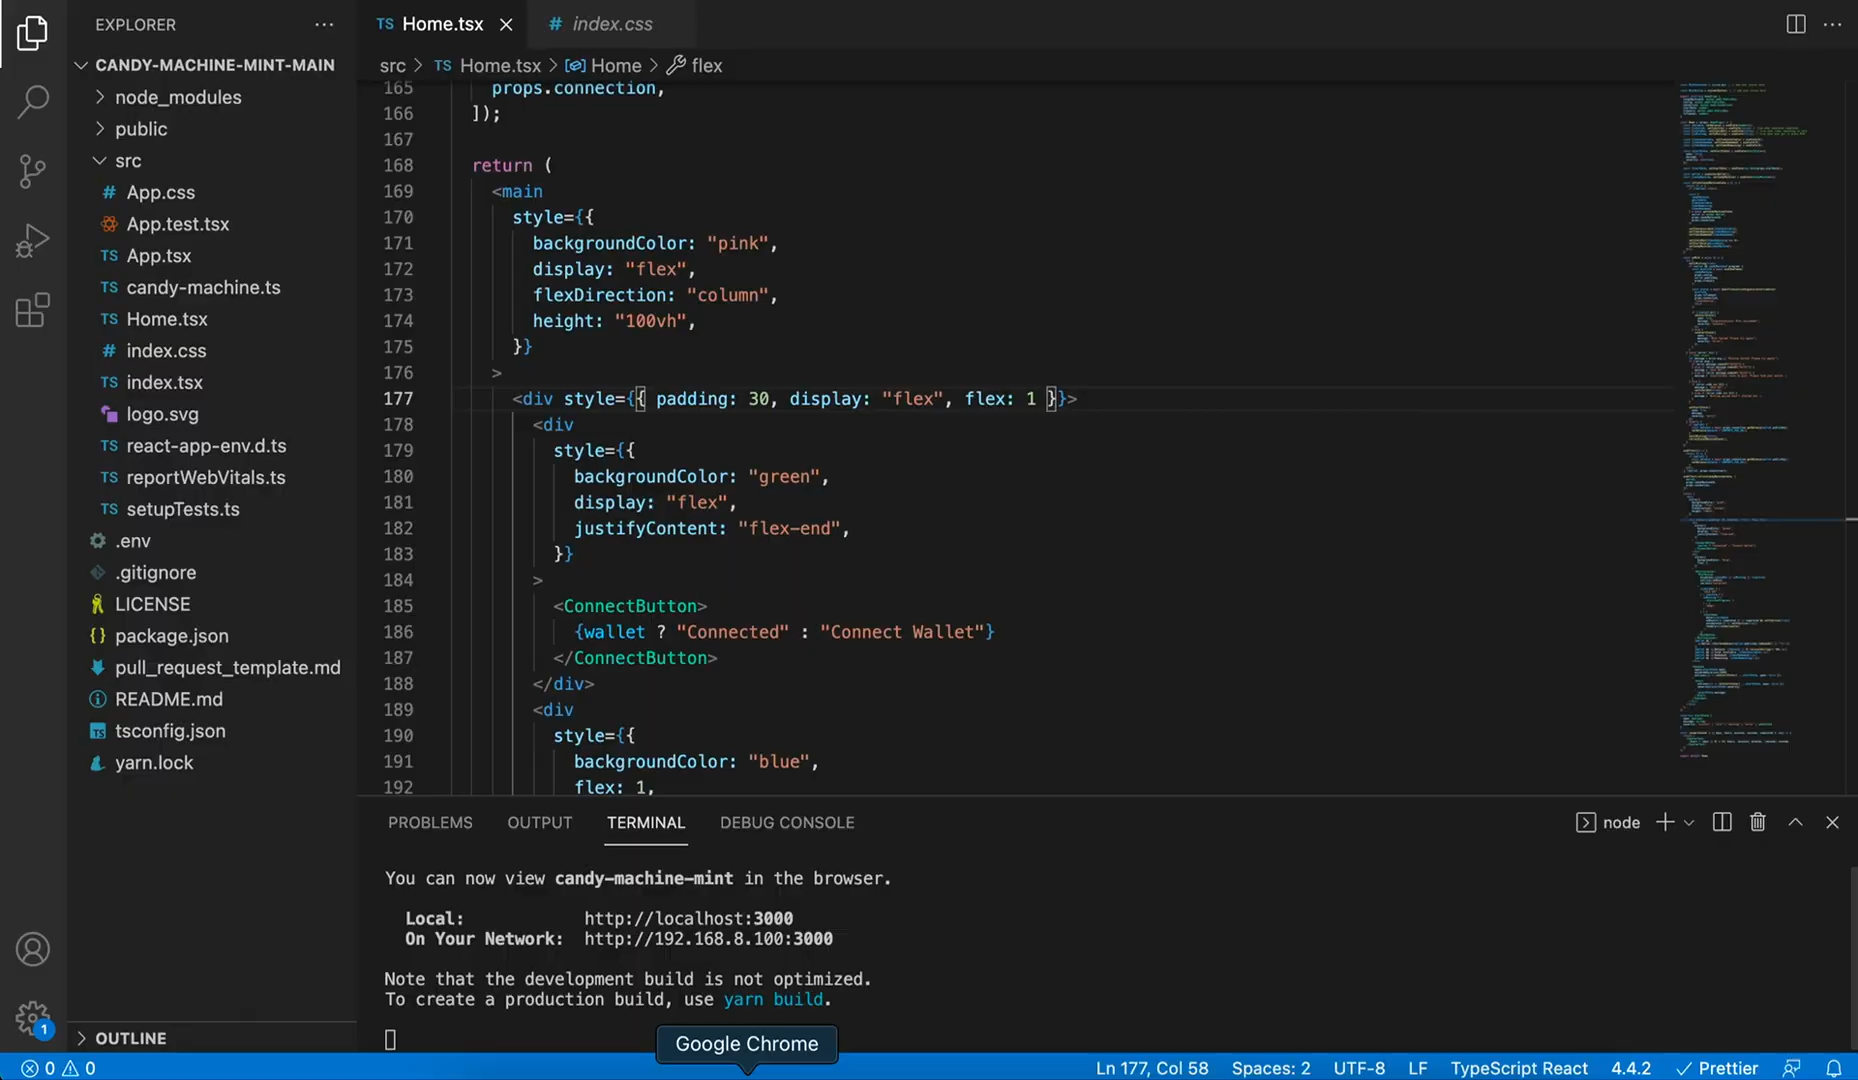 EXPLORER
CANDY-MACHINE-MINT-MAIN
node_modules
public
src
App.css
App.test.tsx
TS App.tsx
TS candy-machine.ts
TS Home.tsx
index.css
TS index.tsx
logo.svg
TS react-app-env.d.ts
TS reportWebVitals.ts
TS setupTests.ts
.env
.gitignore
LICENSE
package.json
pull_request_template.md
README.md
tsconfig.json
yarn.lock
OUTLINE
1
TS Home.tsx
# index.css
src > TS Home.tsx > Home > flex
165 props.connection,
166 ]);
167
168 return (
169 <main
170 style={{
171 backgroundColor: "pink",
172 display: "flex",
173 flexDirection: "column",
174 height: "100vh",
175 }}
176 >
177 <div style={{ padding: 30, display: "flex", flex: 1 }}>
178 <div
179 style={{
180 backgroundColor: "green",
181 display: "flex",
182 justifyContent: "flex-end",
183 }}
184 >
185 <ConnectButton>
186 {wallet ? "Connected" : "Connect Wallet"}
187 </ConnectButton>
188 </div>
189 <div
190 style={{
191 backgroundColor: "blue",
192 flex: 1,
PROBLEMS OUTPUT TERMINAL DEBUG CONSOLE
node
You can now view candy-machine-mint in the browser.
Local: http://localhost:3000
On Your Network: http://192.168.8.100:3000
Note that the development build is not optimized.
To create a production build, use yarn build.
Google Chrome
0 0
Ln 177, Col 58 Spaces: 2 UTF-8 LF TypeScript React 4.4.2 Prettier